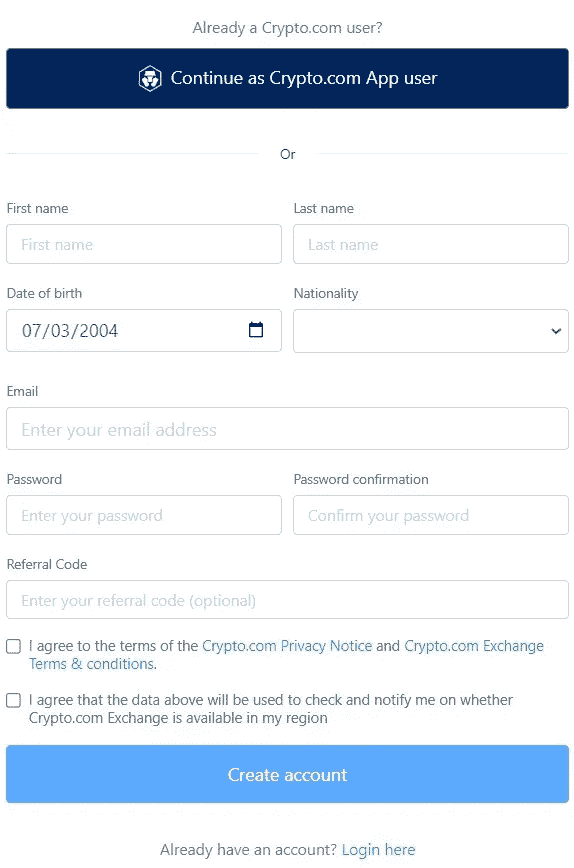 Already a Crypto.com user?
Continue as Crypto.com App user
Or
First name
Last name
First name
Last name
Date of birth
Nationality
07/03/2004
Email
Enter your email address
Password
Password confirmation
Enter your password
Confirm your password
Referral Code
Enter your referral code (optional)
I agree to the terms of the Crypto.com Privacy Notice and Crypto.com Exchange
Terms & conditions.
I agree that the data above will be used to check and notify me on whether
Crypto.com Exchange is available in my region
Create account
Already have an account? Login here